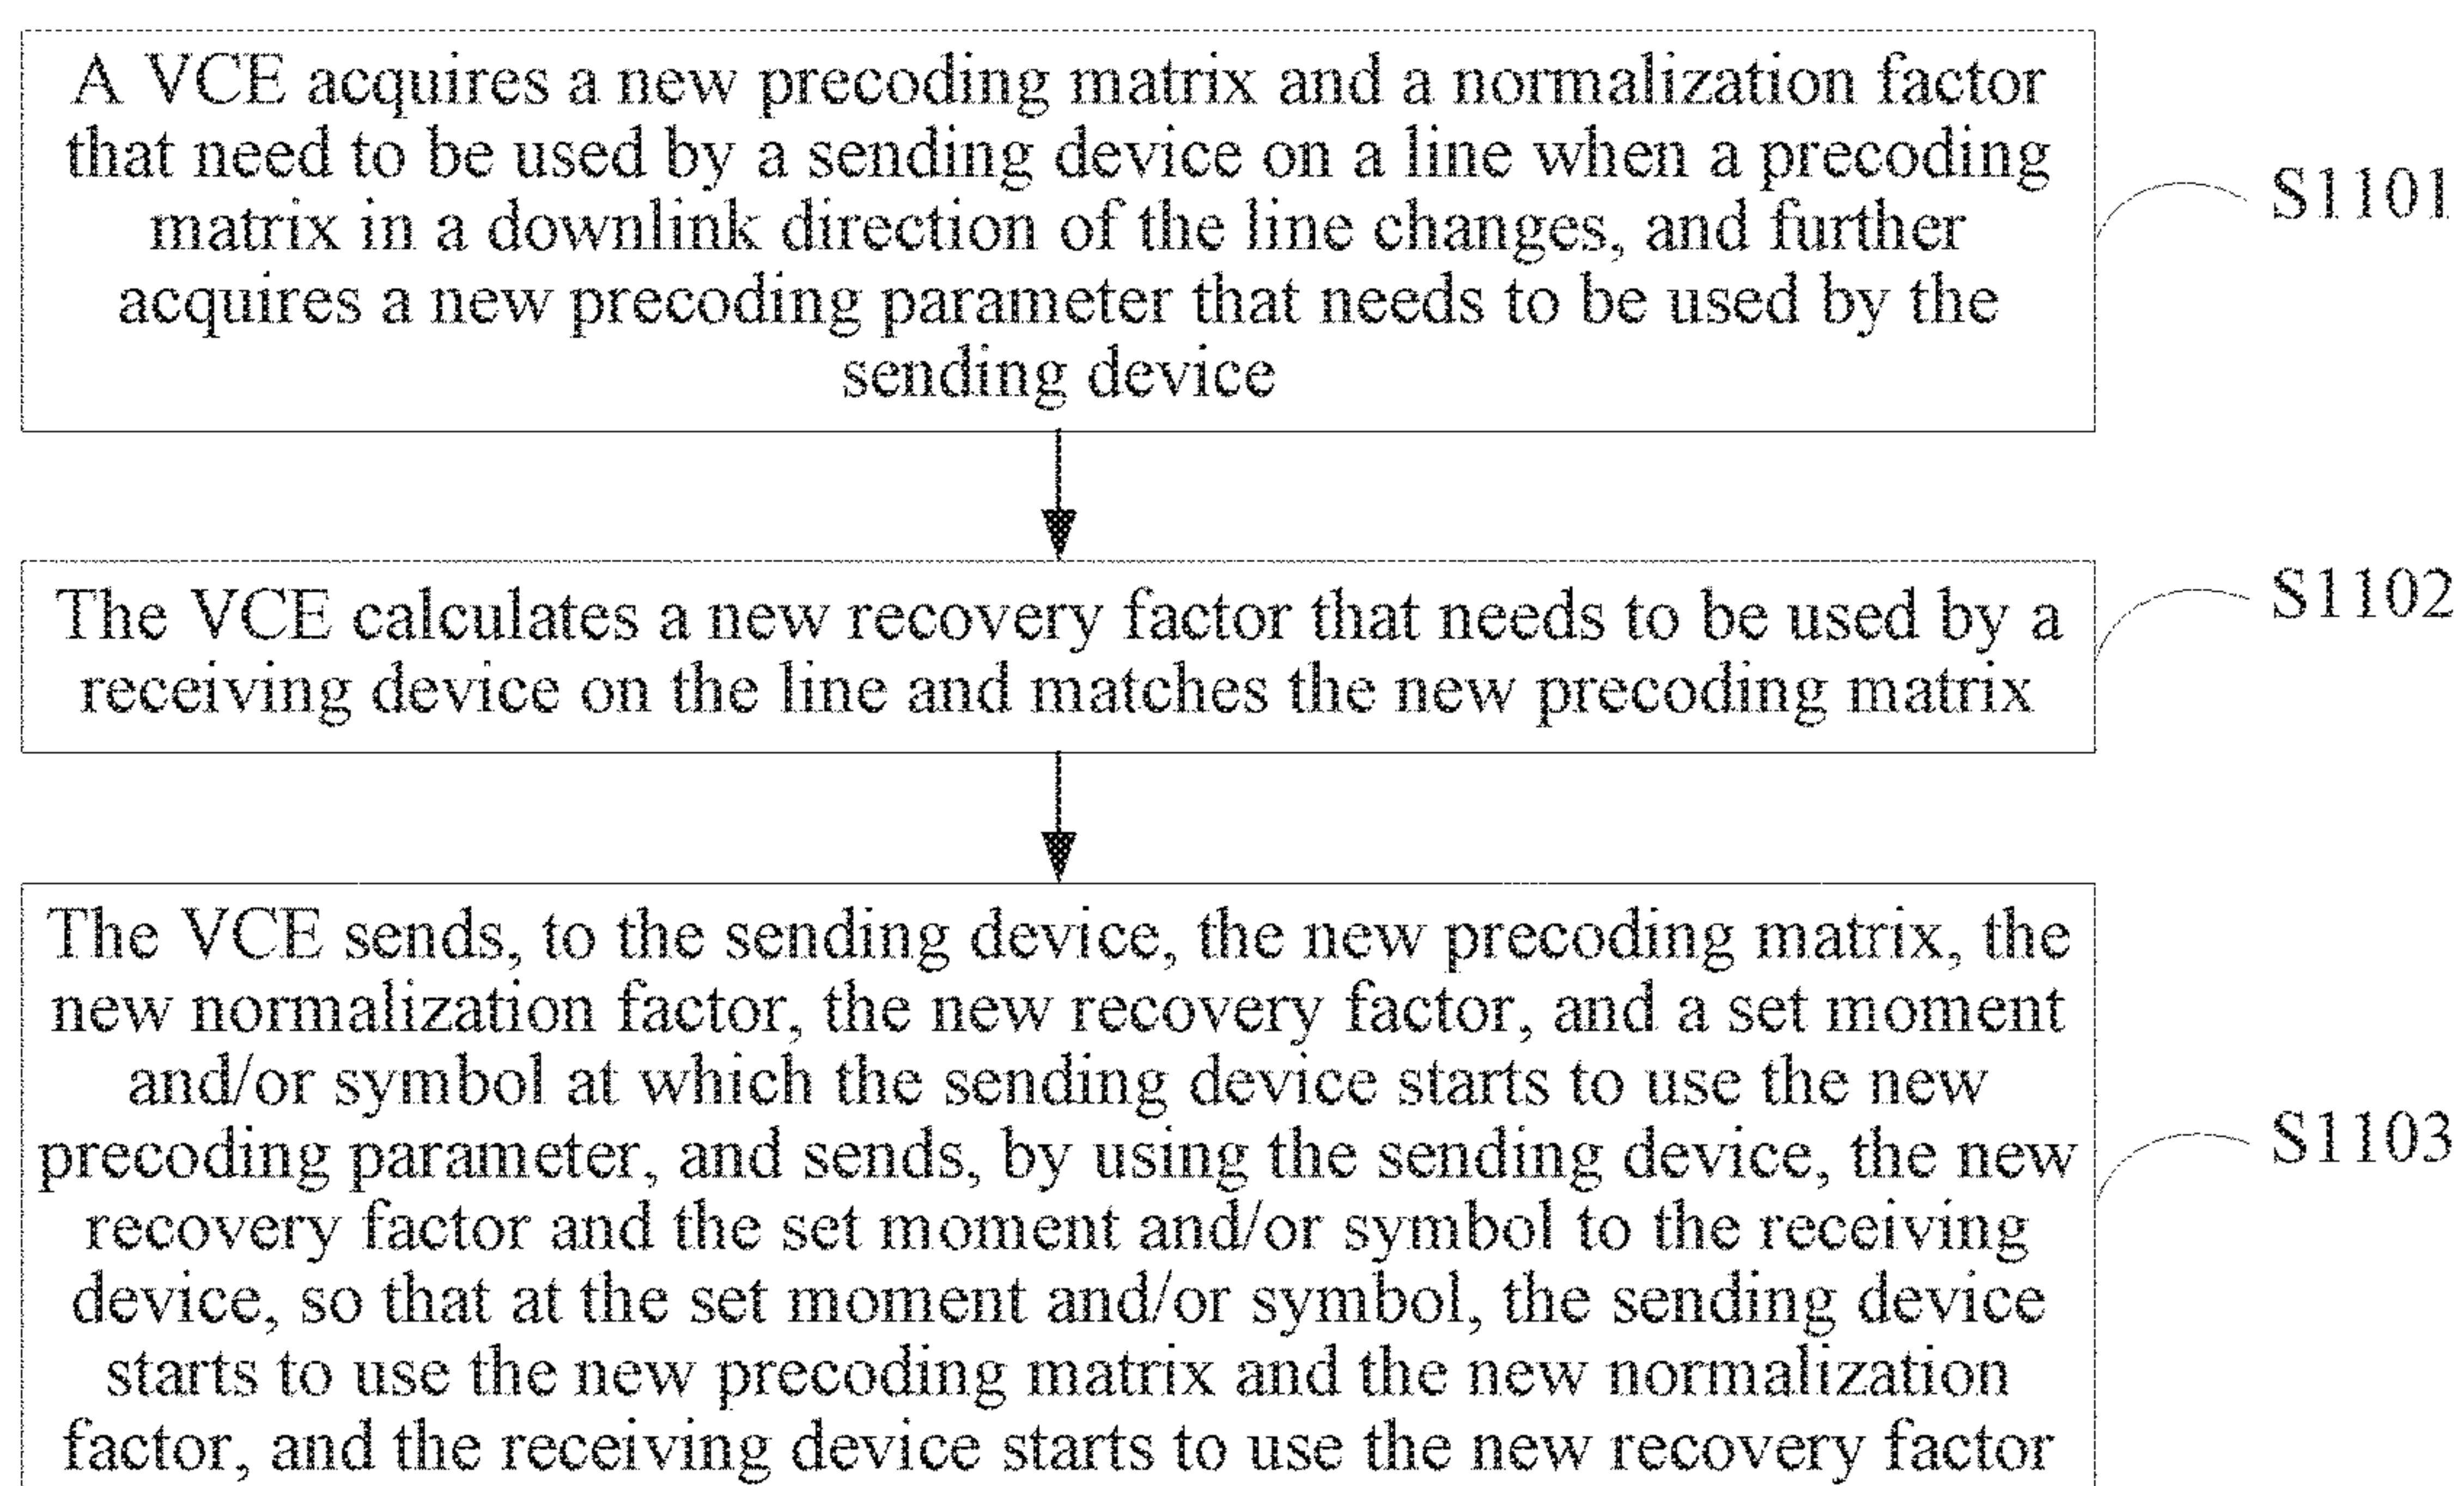 A VCE acquires a new precoding matrix and a normalization factor
that need to be used by a sending device on a line when a precoding
matrix in a downlink direction of the line changes, and further
acquires a new precoding parameter that needs to be used by the
sending device
S1101
The VCE calculates a new recovery factor that needs to be used by a
receiving device on the line and matches the new precoding matrix
S1102
The VCE sends, to the sending device, the new precoding matrix, the
new normalization factor, the new recovery factor, and a set moment
and/or symbol at which the sending device starts to use the new
precoding parameter, and sends, by using the sending device, the new
recovery factor and the set moment and/or symbol to the receiving
device, so that at the set moment and/or symbol, the sending device
starts to use the new precoding matrix and the new normalization
factor, and the receiving device starts to use the new recovery factor
S1103